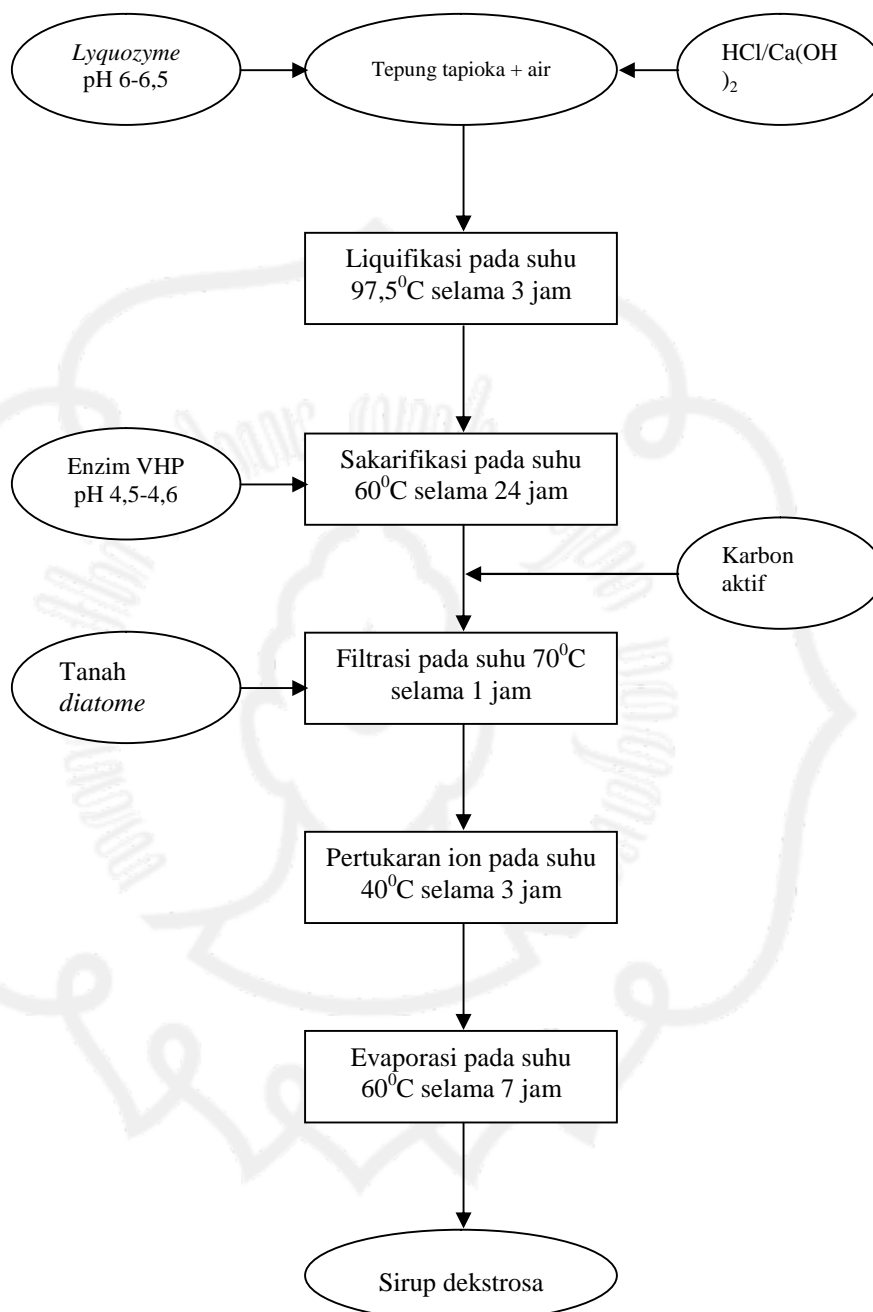 Lyquozyme
pH 6-6,5
Tepung tapioka + air
HCl/Ca(OH
)₂
Liquifikasi pada suhu
97,5⁰C selama 3 jam
Enzim VHP
pH 4,5-4,6
Sakarifikasi pada suhu
60⁰C selama 24 jam
Karbon
aktif
Tanah
diatome
Filtrasi pada suhu 70⁰C
selama 1 jam
Pertukaran ion pada suhu
40⁰C selama 3 jam
Evaporasi pada suhu
60⁰C selama 7 jam
Sirup dekstrosa